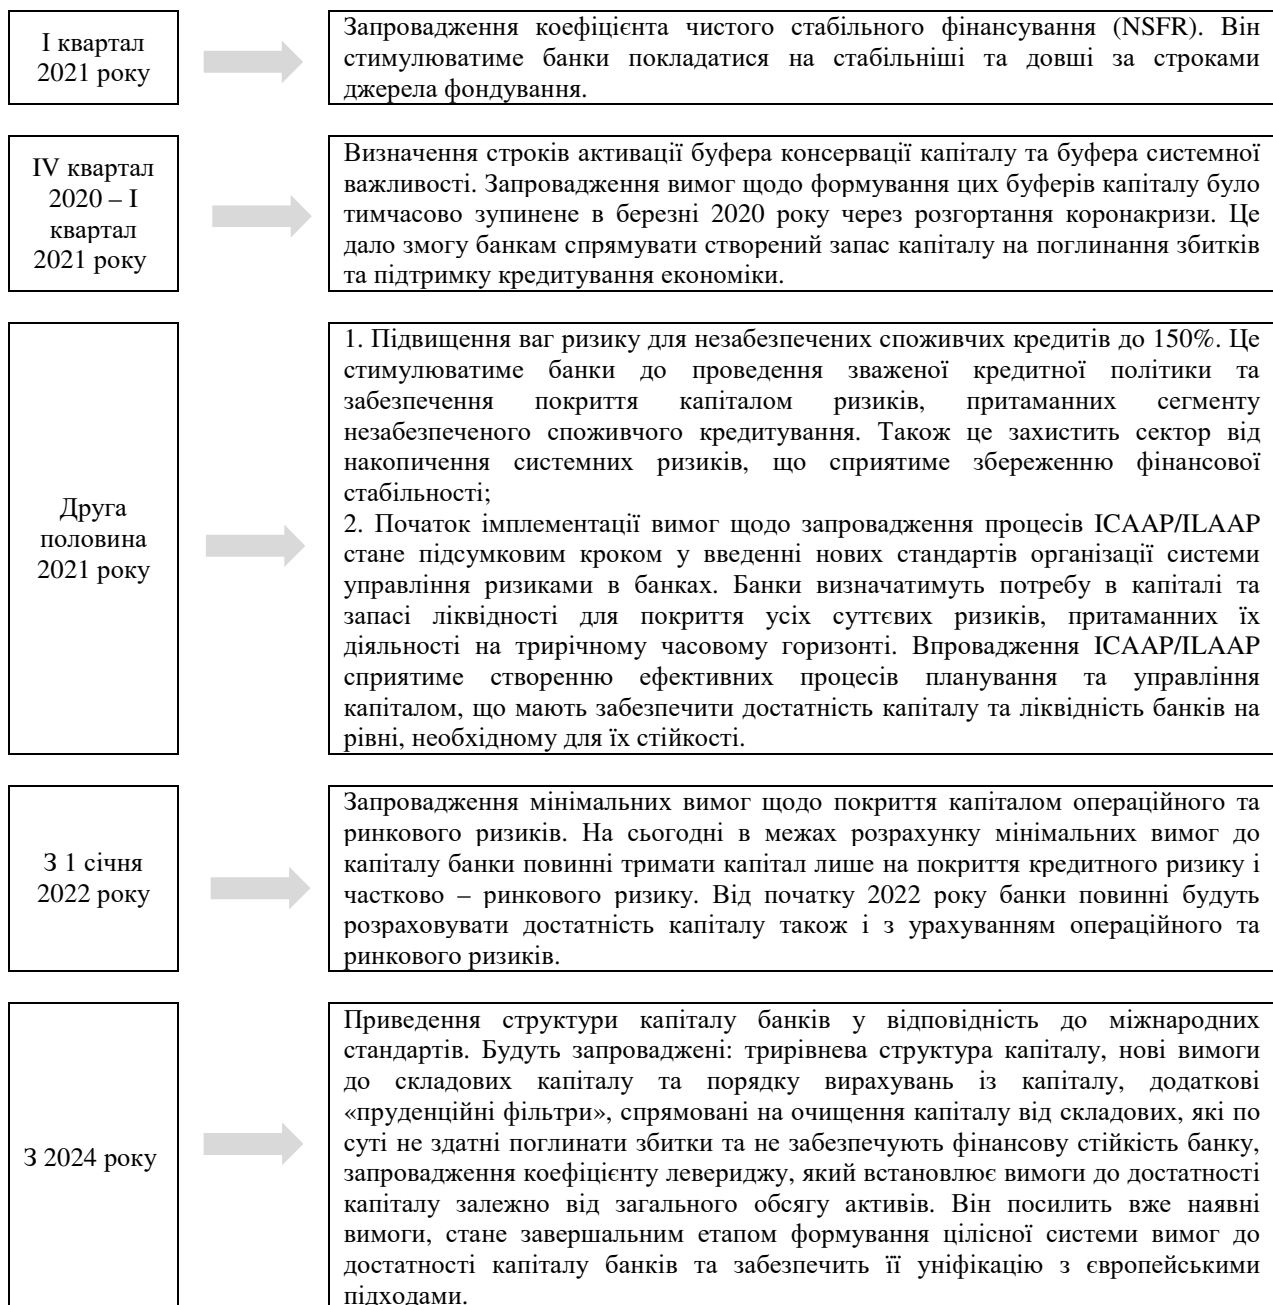 І квартал
2021 року
Запровадження коефіцієнта чистого стабільного фінансування (NSFR). Він
стимулюватиме банки покладатися на стабільніші та довші за строками
джерела фондування.
IV квартал
2020 – І
квартал
2021 року
Визначення строків активації буфера консервації капіталу та буфера системної
важливості. Запровадження вимог щодо формування цих буферів капіталу було
тимчасово зупинене в березні 2020 року через розгортання коронакризи. Це
дало змогу банкам спрямувати створений запас капіталу на поглинання збитків
та підтримку кредитування економіки.
Друга
половина
2021 року
1. Підвищення ваг ризику для незабезпечених споживчих кредитів до 150%. Це
стимулюватиме банки до проведення зваженої кредитної політики та
забезпечення покриття капіталом ризиків, притаманних сегменту
незабезпеченого споживчого кредитування. Також це захистить сектор від
накопичення системних ризиків, що сприятиме збереженню фінансової
стабільності;
2. Початок імплементації вимог щодо запровадження процесів ICAAP/ILAAP
стане підсумковим кроком у введенні нових стандартів організації системи
управління ризиками в банках. Банки визначатимуть потребу в капіталі та
запасі ліквідності для покриття усіх суттєвих ризиків, притаманних їх
діяльності на трирічному часовому горизонті. Впровадження ICAAP/ILAAP
сприятиме створенню ефективних процесів планування та управління
капіталом, що мають забезпечити достатність капіталу та ліквідність банків на
рівні, необхідному для їх стійкості.
З 1 січня
2022 року
Запровадження мінімальних вимог щодо покриття капіталом операційного та
ринкового ризиків. На сьогодні в межах розрахунку мінімальних вимог до
капіталу банки повинні тримати капітал лише на покриття кредитного ризику і
частково – ринкового ризику. Від початку 2022 року банки повинні будуть
розраховувати достатність капіталу також і з урахуванням операційного та
ринкового ризиків.
З 2024 року
Приведення структури капіталу банків у відповідність до міжнародних
стандартів. Будуть запроваджені: трирівнева структура капіталу, нові вимоги
до складових капіталу та порядку вирахувань із капіталу, додаткові
«пруденційні фільтри», спрямовані на очищення капіталу від складових, які по
суті не здатні поглинати збитки та не забезпечують фінансову стійкість банку,
запровадження коефіцієнту левериджу, який встановлює вимоги до достатності
капіталу залежно від загального обсягу активів. Він посилить вже наявні
вимоги, стане завершальним етапом формування цілісної системи вимог до
достатності капіталу банків та забезпечить її уніфікацію з європейськими
підходами.